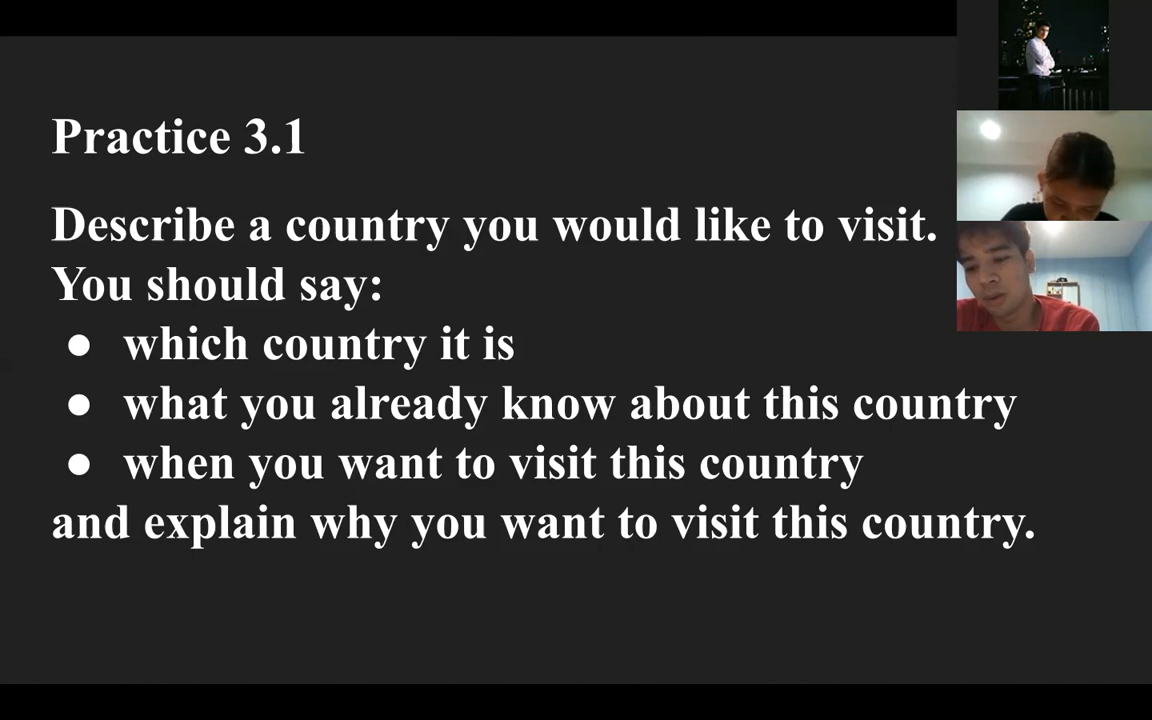 Practice 3.1
Describe a country you would like to visit.
You should say:
● which country it is
● what you already know about this country
● when you want to visit this country
and explain why you want to visit this country.